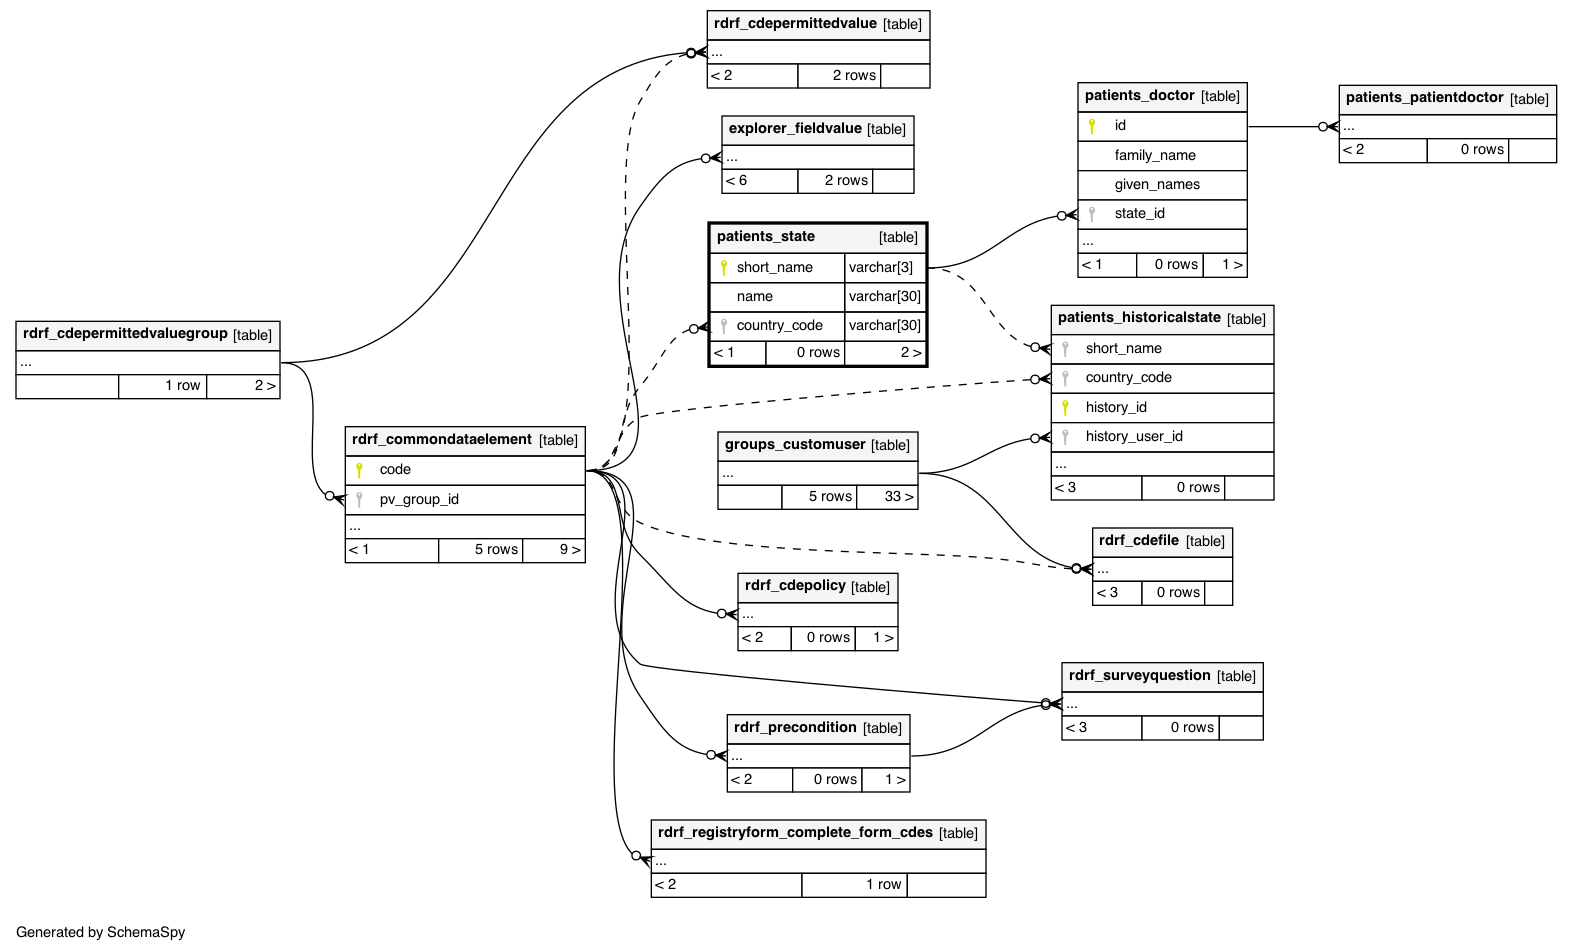 rdrf_cdepermittedvalue [table]
...
< 2 2 rows
explorer_fieldvalue [table]
...
< 6 2 rows
patients_doctor [table]
id
family_name
given_names
state_id
...
< 1 0 rows 1 >
patients_patientdoctor [table]
...
< 2 0 rows
patients_state [table]
short_name varchar[3]
name varchar[30]
country_code varchar[30]
< 1 0 rows 2 >
patients_historicalstate [table]
short_name
country_code
history_id
history_user_id
...
< 3 0 rows
rdrf_cdepermittedvaluegroup [table]
...
1 row 2 >
rdrf_commondataelement [table]
code
pv_group_id
...
< 1 5 rows 9 >
groups_customuser [table]
...
5 rows 33 >
rdrf_cdefile [table]
...
< 3 0 rows
rdrf_cdepolicy [table]
...
< 2 0 rows 1 >
rdrf_surveyquestion [table]
...
< 3 0 rows
rdrf_precondition [table]
...
< 2 0 rows 1 >
rdrf_registryform_complete_form_cdes [table]
...
< 2 1 row
Generated by SchemaSpy